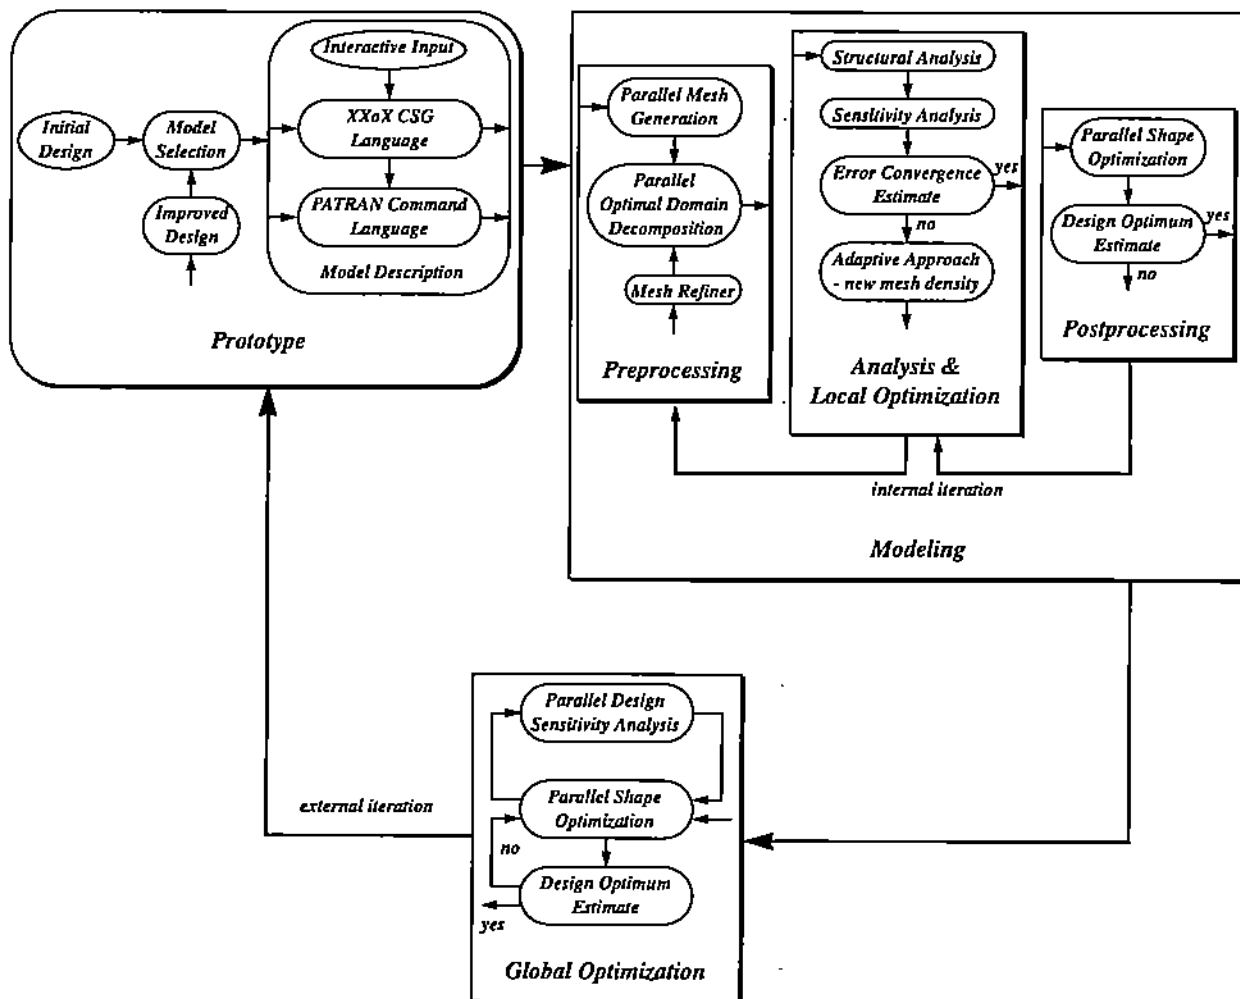 Interactive Input
Initial
Design
Model
Selection
XXoX CSG
Language
Improved
Design
PATRAN Command
Language
Model Description
Prototype
Parallel Mesh
Generation
Parallel
Optimal Domain
Decomposition
Mesh Refiner
Preprocessing
Structural Analysis
Sensitivity Analysis
Error Convergence
Estimate
yes
no
Adaptive Approach
- new mesh density
Analysis &
Local Optimization
Parallel Shape
Optimization
Design Optimum
Estimate
yes
no
Postprocessing
internal iteration
Modeling
Parallel Design
Sensitivity Analysis
Parallel Shape
Optimization
no
Design Optimum
Estimate
yes
Global Optimization
external iteration